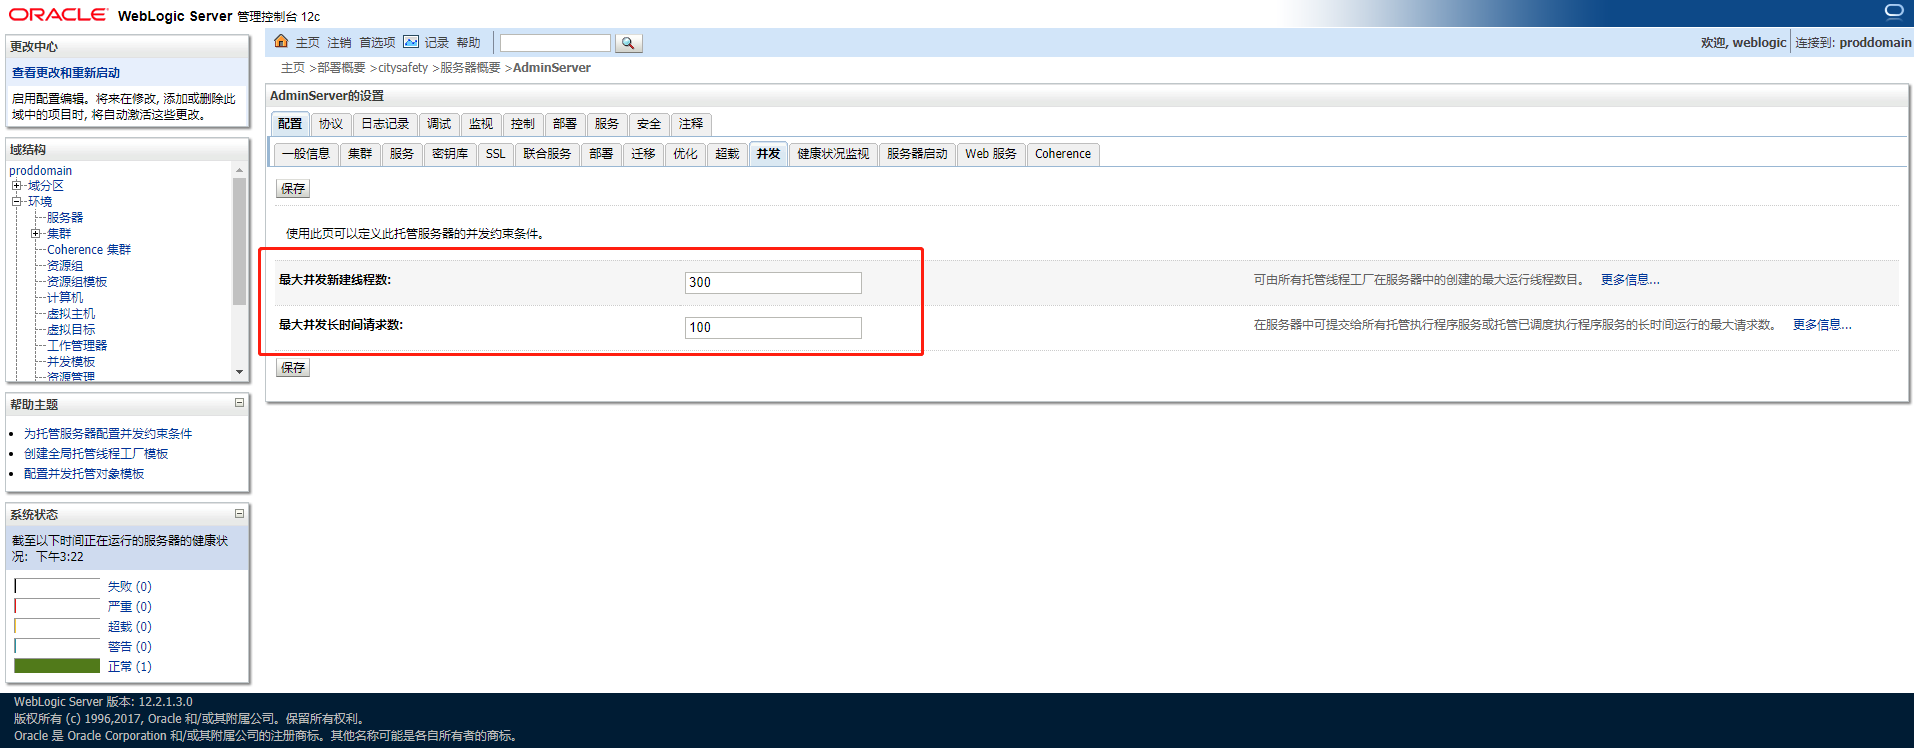 ORACLE WebLogic Server 管理控制台 12c
更改中心
查看更改和重新启动
启用配置编辑。将来在修改, 添加或删除此
域中的项目时, 将自动激活这些更改。
域结构
proddomain
域分区
环境
服务器
集群
Coherence 集群
资源组
资源组模板
计算机
虚拟主机
虚拟目标
工作管理器
并发模板
资源管理
帮助主题
为托管服务器配置并发约束条件
创建全局托管线程工厂模板
配置并发托管对象模板
系统状态
截至以下时间正在运行的服务器的健康状
况: 下午3:22
失败 (0)
严重 (0)
超载 (0)
警告 (0)
正常 (1)
主页 注销 首选项 记录 帮助
欢迎, weblogic 连接到: proddomain
主页 >部署概要 >citysafety >服务器概要 >AdminServer
AdminServer的设置
配置 协议 日志记录 调试 监视 控制 部署 服务 安全 注释
一般信息 集群 服务 密钥库 SSL 联合服务 部署 迁移 优化 超载 并发 健康状况监视 服务器启动 Web 服务 Coherence
保存
使用此页可以定义此托管服务器的并发约束条件。
最大并发新建线程数: 300 可由所有托管线程工厂在服务器中的创建的最大运行线程数目。 更多信息...
最大并发长时间请求数: 100 在服务器中可提交给所有托管执行程序服务或托管已调度执行程序服务的长时间运行的最大请求数。 更多信息...
保存
WebLogic Server 版本: 12.2.1.3.0
版权所有 (c) 1996,2017, Oracle 和/或其附属公司。保留所有权利。
Oracle 是 Oracle Corporation 和/或其附属公司的注册商标。其他名称可能是各自所有者的商标。